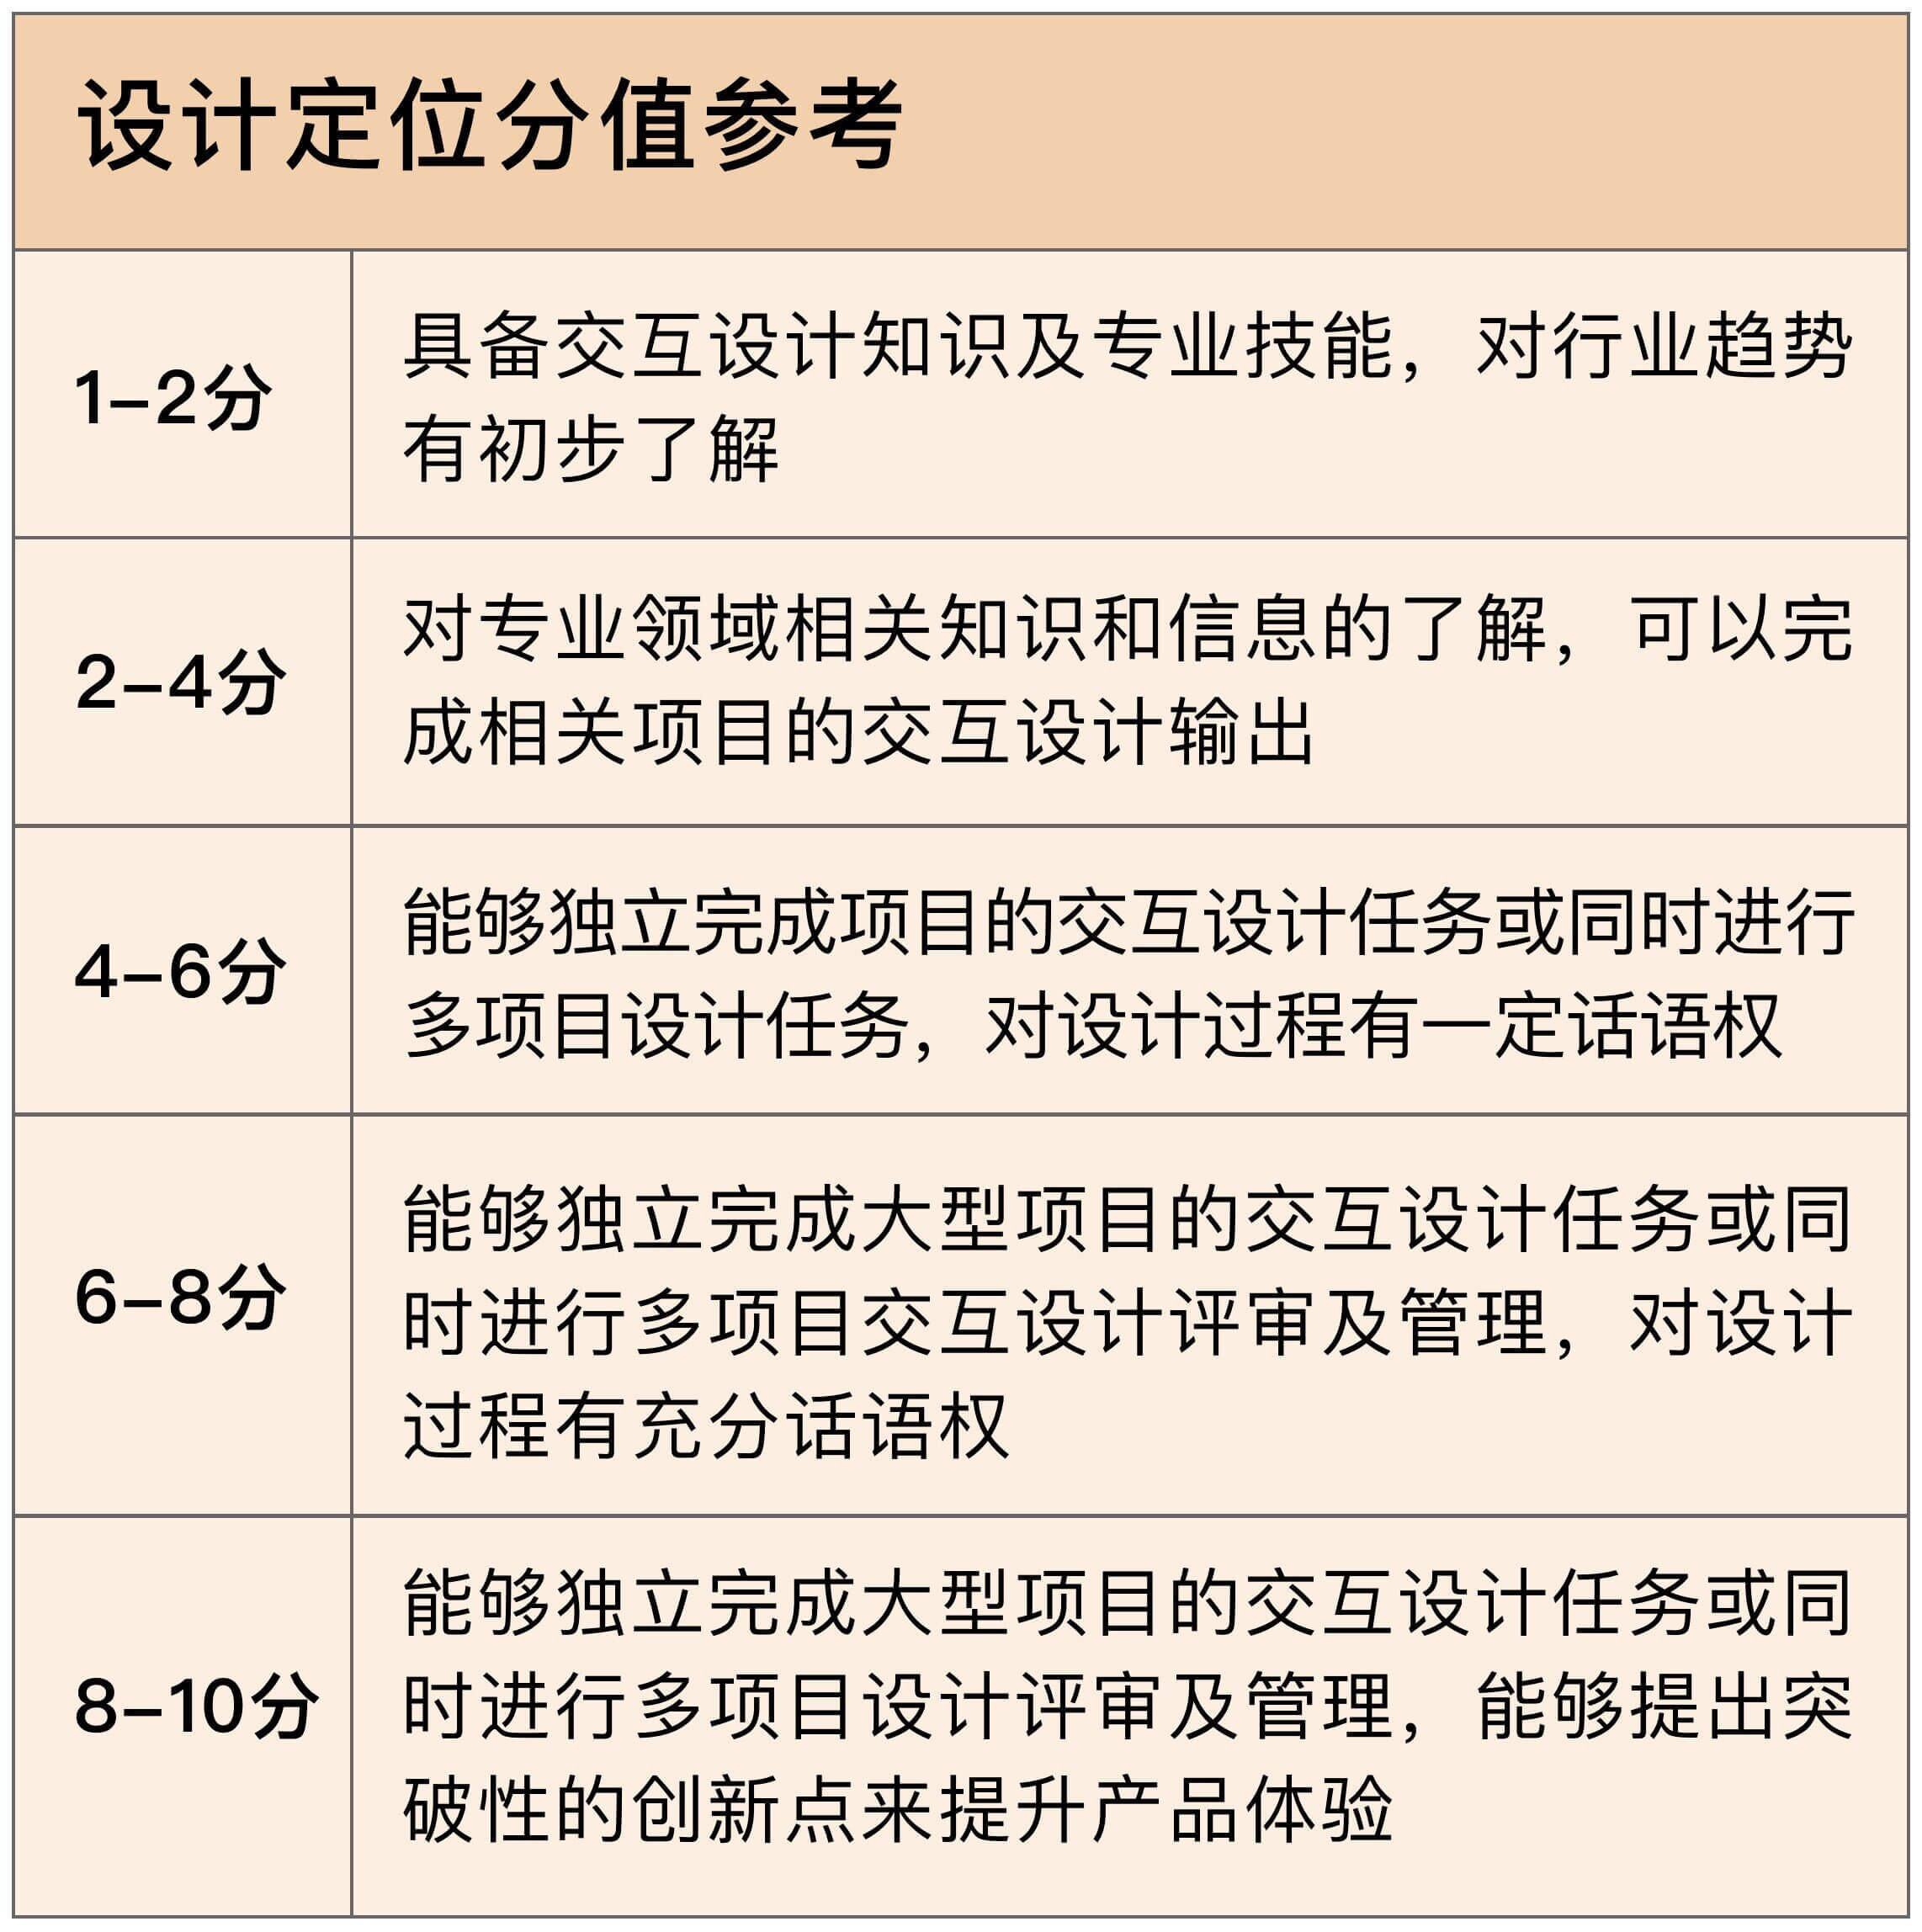 设计定位分值参考
1–2分
具备交互设计知识及专业技能，对行业趋势
有初步了解
2–4分
对专业领域相关知识和信息的了解，可以完
成相关项目的交互设计输出
4–6分
能够独立完成项目的交互设计任务或同时进行
多项目设计任务，对设计过程有一定话语权
6–8分
能够独立完成大型项目的交互设计任务或同
时进行多项目交互设计评审及管理，对设计
过程有充分话语权
8–10分
能够独立完成大型项目的交互设计任务或同
时进行多项目设计评审及管理，能够提出突
破性的创新点来提升产品体验